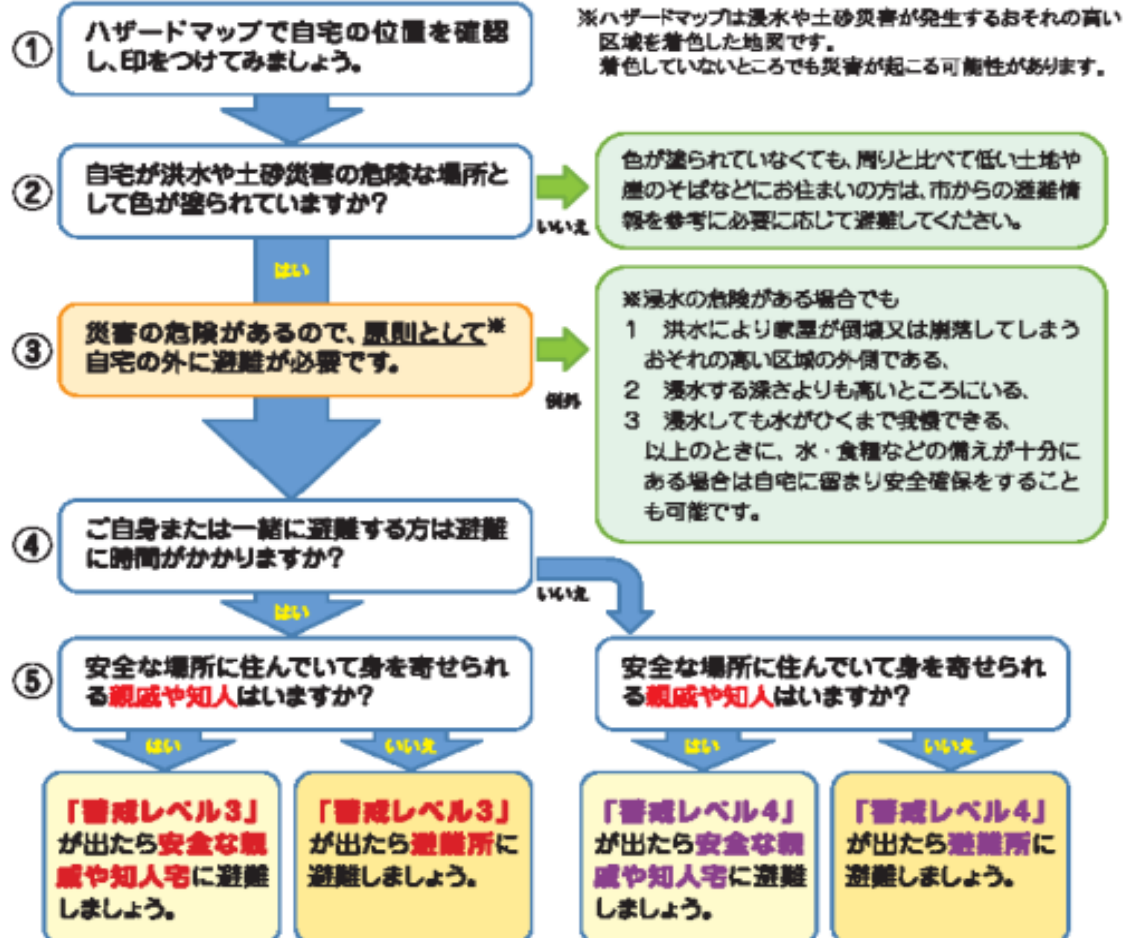 ① ハザードマップで自宅の位置を確認
し、印をつけてみましょう。
※ハザードマップは浸水や土砂災害が発生するおそれの高い
区域を着色した地図です。
着色していないところでも災害が起こる可能性があります。
② 自宅が洪水や土砂災害の危険な場所と
して色が塗られていますか?
いいえ
色が塗られていなくても、周りと比べて低い土地や
崖のそばなどにお住まいの方は、市からの避難情
報を参考に必要に応じて避難してください。
はい
③ 災害の危険があるので、原則として※
自宅の外に避難が必要です。
例外
※浸水の危険がある場合でも
1 洪水により家屋が倒壊又は崩落してしまう
おそれの高い区域の外側である、
2 浸水する深さよりも高いところにいる、
3 浸水しても水がひくまで我慢できる、
以上のときに、水・食糧などの備えが十分に
ある場合は自宅に留まり安全確保をすること
も可能です。
④ ご自身または一緒に避難する方は避難
に時間がかかりますか?
はい
いいえ
⑤ 安全な場所に住んでいて身を寄せられ
る親戚や知人はいますか?
はい
いいえ
「警戒レベル3」
が出たら安全な親
戚や知人宅に避難
しましょう。
「警戒レベル3」
が出たら避難所に
避難しましょう。
安全な場所に住んでいて身を寄せられ
る親戚や知人はいますか?
はい
いいえ
「警戒レベル4」
が出たら安全な親
戚や知人宅に避難
しましょう。
「警戒レベル4」
が出たら避難所に
避難しましょう。